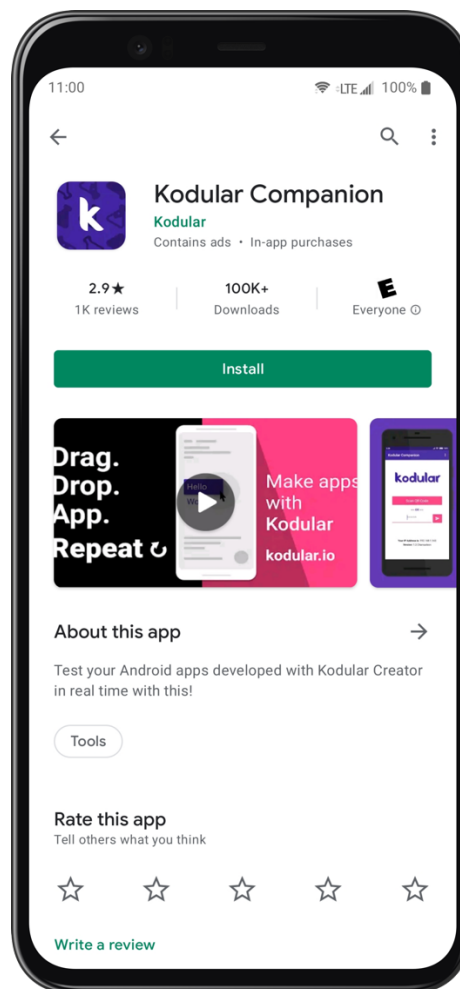 11:00
LTE 100%
k
Kodular Companion
Kodular
Contains ads • In-app purchases
2.9★
1K reviews
100K+
Downloads
E
Everyone
Install
Drag.
Drop.
App.
Repeat
Hello
Make apps
with
Kodular
kodular.io
Kodular Companion
kodular
About this app
Test your Android apps developed with Kodular Creator
in real time with this!
Tools
Rate this app
Tell others what you think
Write a review